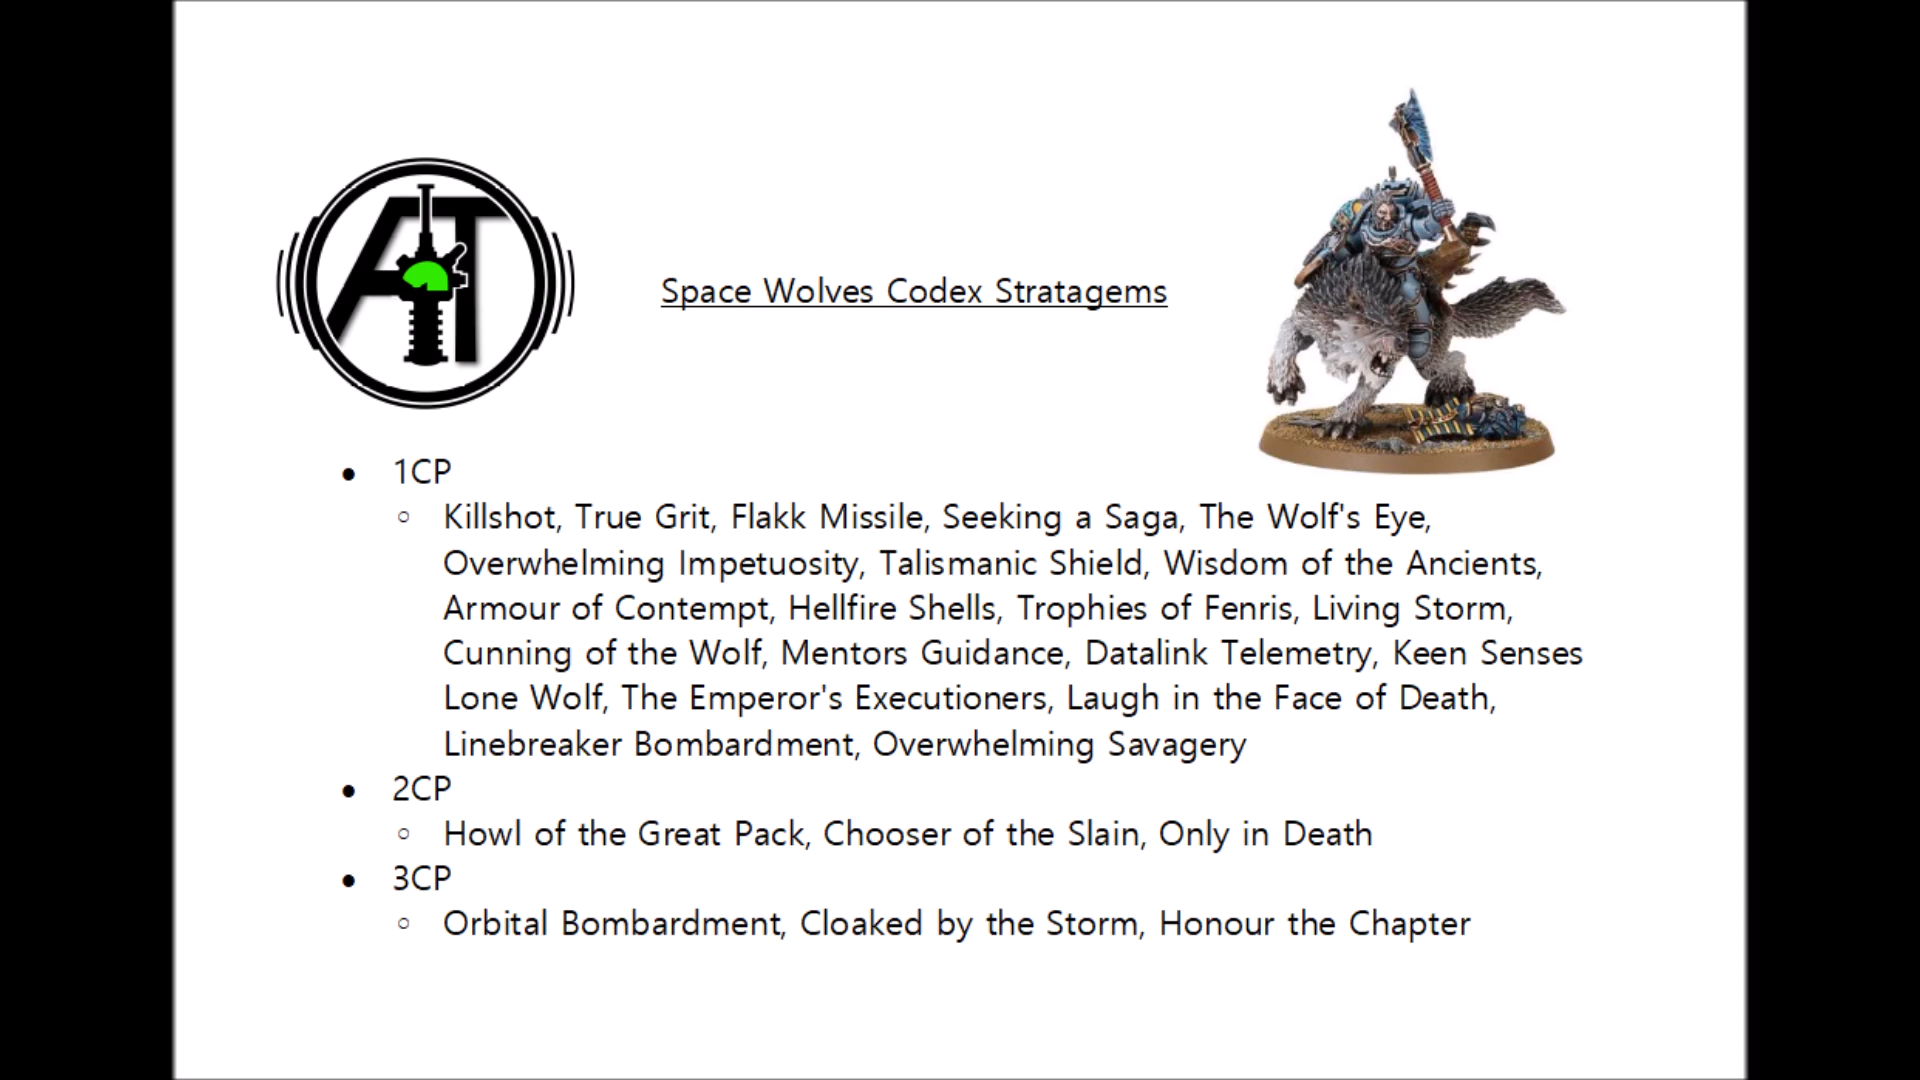 AT
Space Wolves Codex Stratagems
• 1CP
○ Killshot, True Grit, Flakk Missile, Seeking a Saga, The Wolf's Eye,
Overwhelming Impetuosity, Talismanic Shield, Wisdom of the Ancients,
Armour of Contempt, Hellfire Shells, Trophies of Fenris, Living Storm,
Cunning of the Wolf, Mentors Guidance, Datalink Telemetry, Keen Senses
Lone Wolf, The Emperor's Executioners, Laugh in the Face of Death,
Linebreaker Bombardment, Overwhelming Savagery
• 2CP
○ Howl of the Great Pack, Chooser of the Slain, Only in Death
• 3CP
○ Orbital Bombardment, Cloaked by the Storm, Honour the Chapter